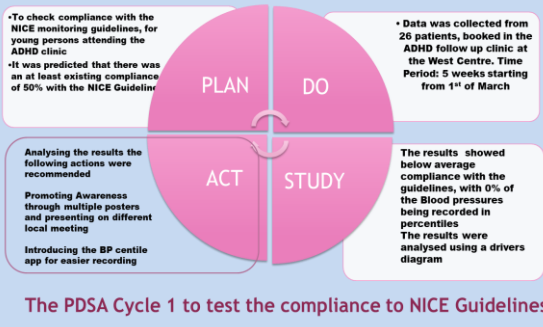 •To check compliance with the
NICE monitoring guidelines, for
young persons attending the
ADHD clinic
•It was predicted that there was
an at least existing compliance
of 50% with the NICE Guideline
PLAN
• Data was collected from
26 patients, booked in the
ADHD follow up clinic at
the West Centre. Time
Period: 5 weeks starting
from 1st of March
DO
Analysing the results the
following actions were
recommended
Promoting Awareness
through multiple posters
and presenting on different
local meeting
Introducing the BP centile
app for easier recording
ACT
STUDY
The results showed
below average
compliance with the
guidelines, with 0% of
the Blood pressures
being recorded in
percentiles
The results were
analysed using a drivers
diagram
The PDSA Cycle 1 to test the compliance to NICE Guidelines